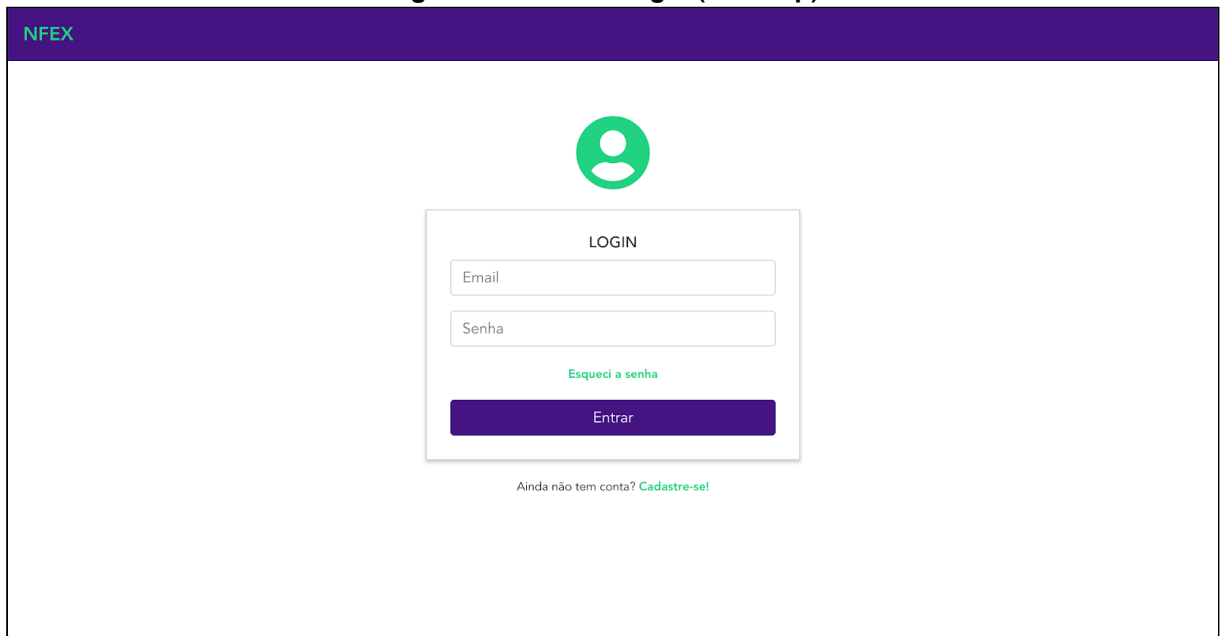 NFEX
LOGIN
Email
Senha
Esqueci a senha
Entrar
Ainda não tem conta? Cadastre-se!